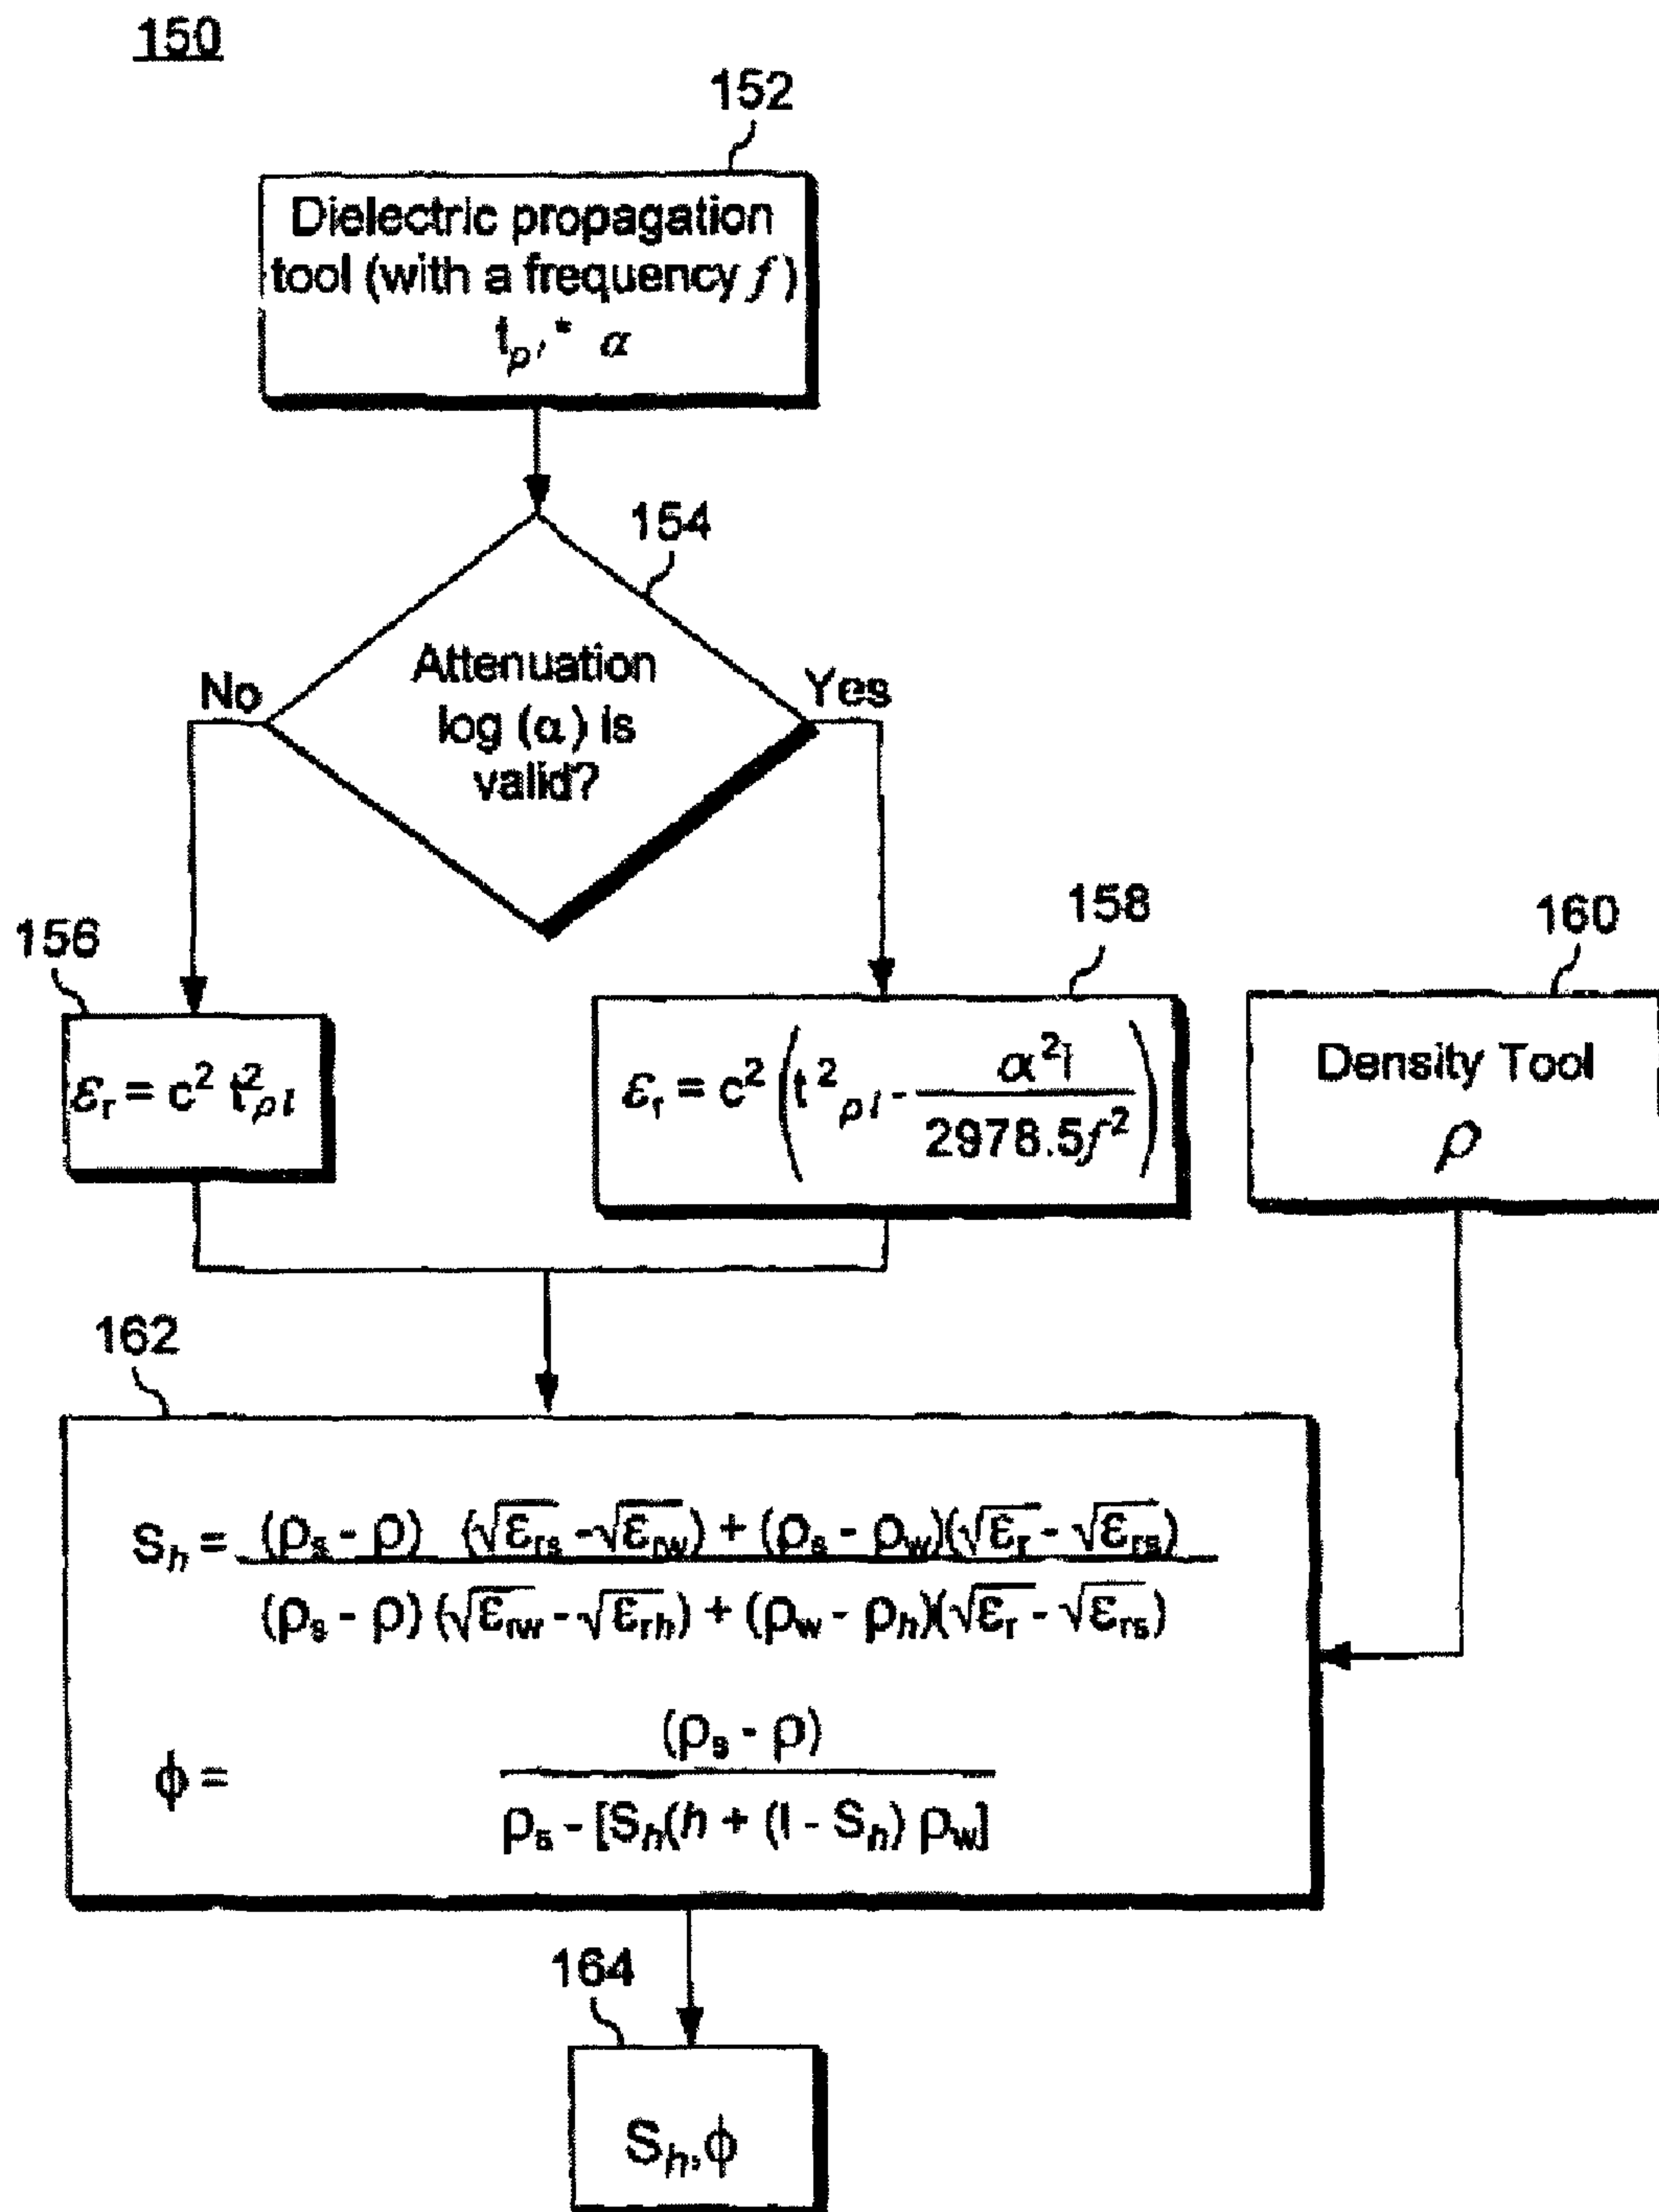 150
152
Dielectric propagation
tool (with a frequency f)
t_p,* α
154
Attenuation
log (α) is
valid?
No
Yes
156
ε_r = c² t²_pl
158
ε_r = c² ( t²_pl - α² / 2978.5f² )
160
Density Tool
ρ
162
S_h = (ρ_s - ρ) (√ε_rs - √ε_rw) + (ρ_s - ρ_w)(√ε_r - √ε_rs) / (ρ_s - ρ) (√ε_rw - √ε_rh) + (ρ_w - ρ_h)(√ε_r - √ε_rs)
ϕ = (ρ_s - ρ) / ρ_s - [S_h(h + (l - S_h) ρ_w]
164
S_h, ϕ